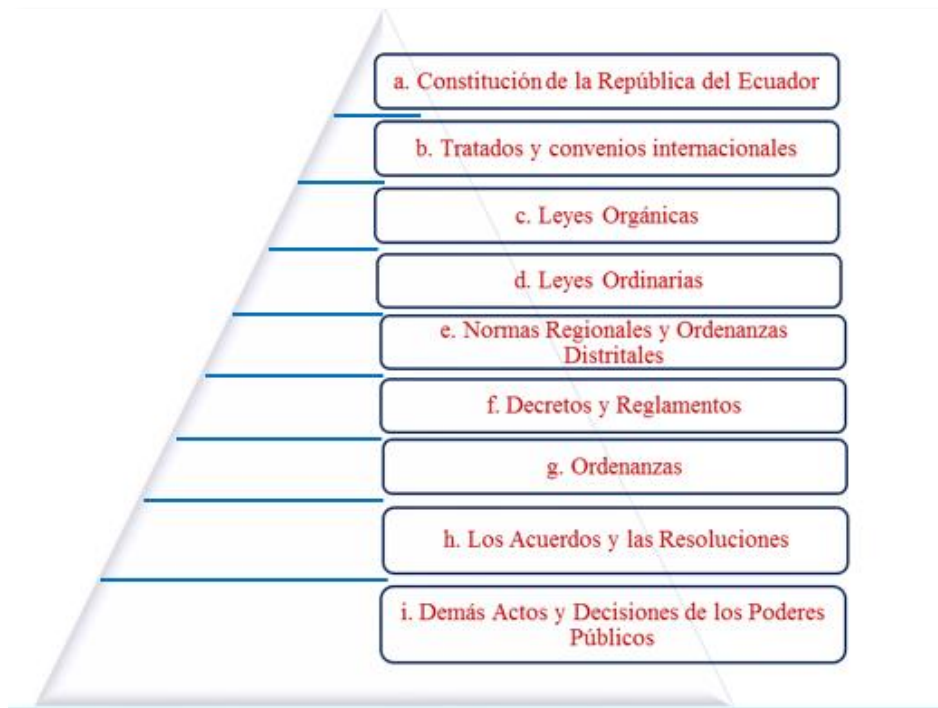 a. Constitución de la República del Ecuador
b. Tratados y convenios internacionales
c. Leyes Orgánicas
d. Leyes Ordinarias
e. Normas Regionales y Ordenanzas
Distritales
f. Decretos y Reglamentos
g. Ordenanzas
h. Los Acuerdos y las Resoluciones
i. Demás Actos y Decisiones de los Poderes
Públicos